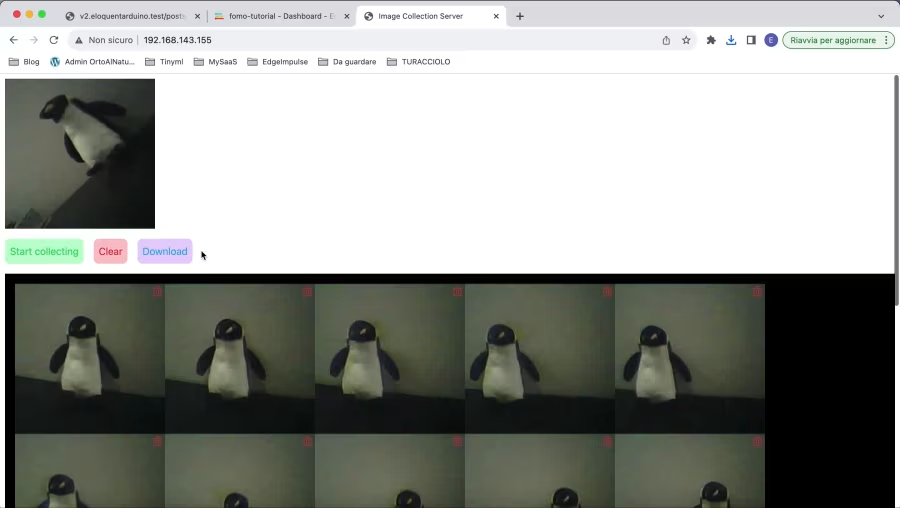 v2.eloquentarduino.test/posts
fomo-tutorial - Dashboard - E
Image Collection Server
Non sicuro
192.168.143.155
E
Riavvia per aggiornare
Blog
Admin OrtoAlNatu...
Tinyml
MySaaS
EdgeImpulse
Da guardare
TURACCIOLO
Start collecting
Clear
Download